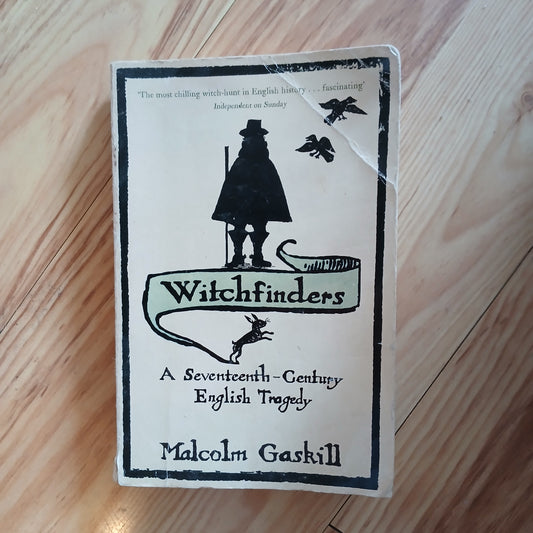 'The most chilling witch-hunt in English history . . . fascinating'
Independent on Sunday
Witchfinders
A Seventeenth-Century
English Tragedy
Malcolm Gaskill